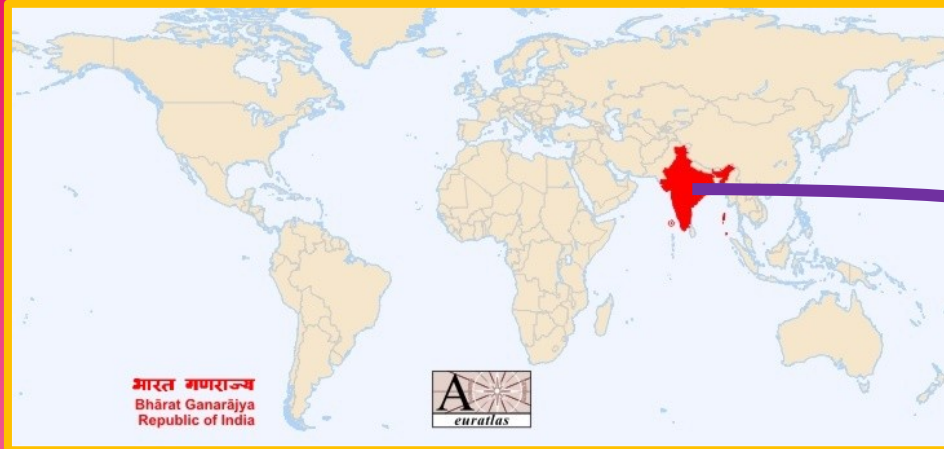 भारत गणराज्य
Bhārat Ganarājya
Republic of India
A
euratlas